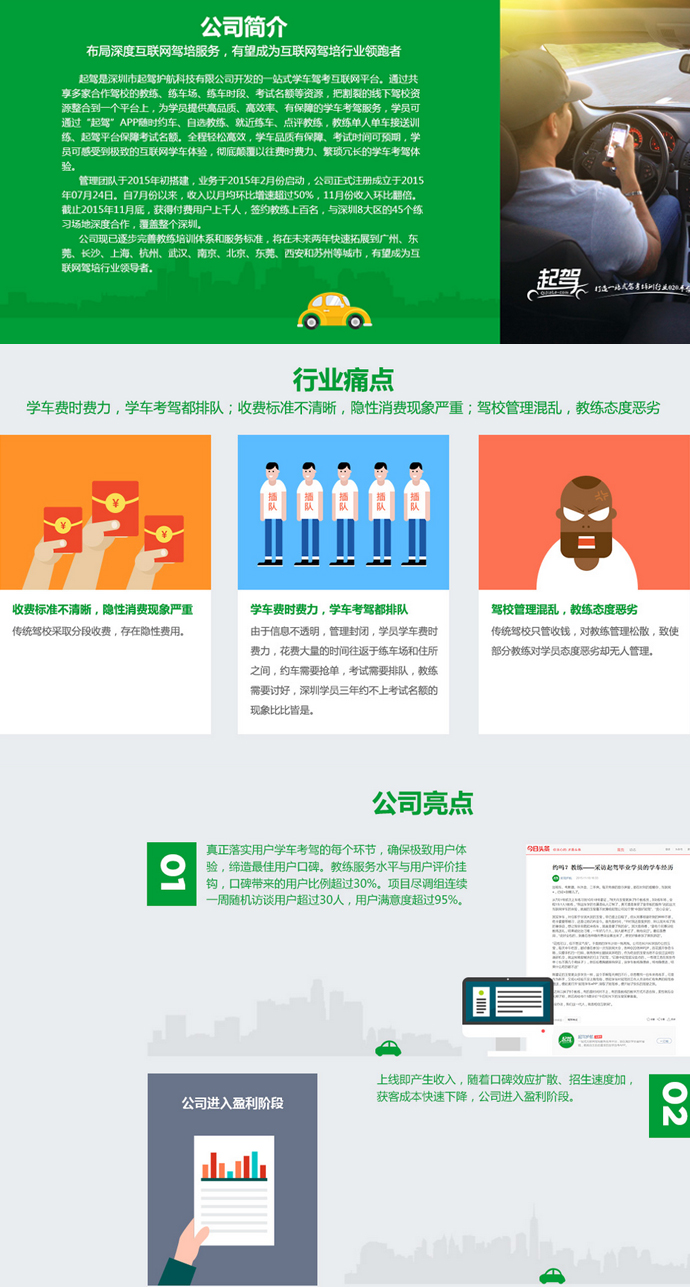 公司简介
布局深度互联网驾培服务，有望成为互联网驾培行业领跑者
起驾是深圳市起驾护航科技有限公司开发的一站式学车驾考互联网平台。通过共
享多家合作驾校的教练、练车场、练车时段、考试名额等资源，把割裂的线下驾校资
源整合到一个平台上，为学员提供高品质、高效率、有保障的学车考驾服务，学员可
通过“起驾”APP随时约车、自选教练、就近练车、点评教练，教练单人单车接送训
练、起驾平台保障考试名额。全程轻松高效，学车品质有保障、考试时间可预期，学
员可感受到极致的互联网学车体验，彻底颠覆以往费时费力、繁琐冗长的学车考驾体
验。
管理团队于2015年初搭建，业务于2015年2月份启动，公司正式注册成立于2015
年07月24日。自7月份以来，收入以月均环比增速超过50%，11月份收入环比翻倍。
截止2015年11月底，获得付费用户上千人，签约教练上百名，与深圳8大区的45个练
习场地深度合作，覆盖整个深圳。
公司现已逐步完善教练培训体系和服务标准，将在未来两年快速拓展到广州、东
莞、长沙、上海、杭州、武汉、南京、北京、东莞、西安和苏州等城市，有望成为互
联网驾培行业领导者。
起驾
打造一站式驾考培训行业O2O平台
行业痛点
学车费时费力，学车考驾都排队；收费标准不清晰，隐性消费现象严重；驾校管理混乱，教练态度恶劣
¥ ¥ ¥
插队 插队 插队 插队 插队
收费标准不清晰，隐性消费现象严重
传统驾校采取分段收费，存在隐性费用。
学车费时费力，学车考驾都排队
由于信息不透明，管理封闭，学员学车费时
费力，花费大量的时间往返于练车场和住所
之间，约车需要抢单，考试需要排队，教练
需要讨好，深圳学员三年约不上考试名额的
现象比比皆是。
驾校管理混乱，教练态度恶劣
传统驾校只管收钱，对教练管理松散，致使
部分教练对学员态度恶劣却无人管理。
公司亮点
01
真正落实用户学车考驾的每个环节，确保极致用户体
验，缔造最佳用户口碑。教练服务水平与用户评价挂
钩，口碑带来的用户比例超过30%。项目尽调组连续
一周随机访谈用户超过30人，用户满意度超过95%。
今日头条
约吗？教练——采访起驾毕业学员的学车经历
公司进入盈利阶段
上线即产生收入，随着口碑效应扩散、招生速度加，
获客成本快速下降，公司进入盈利阶段。
02